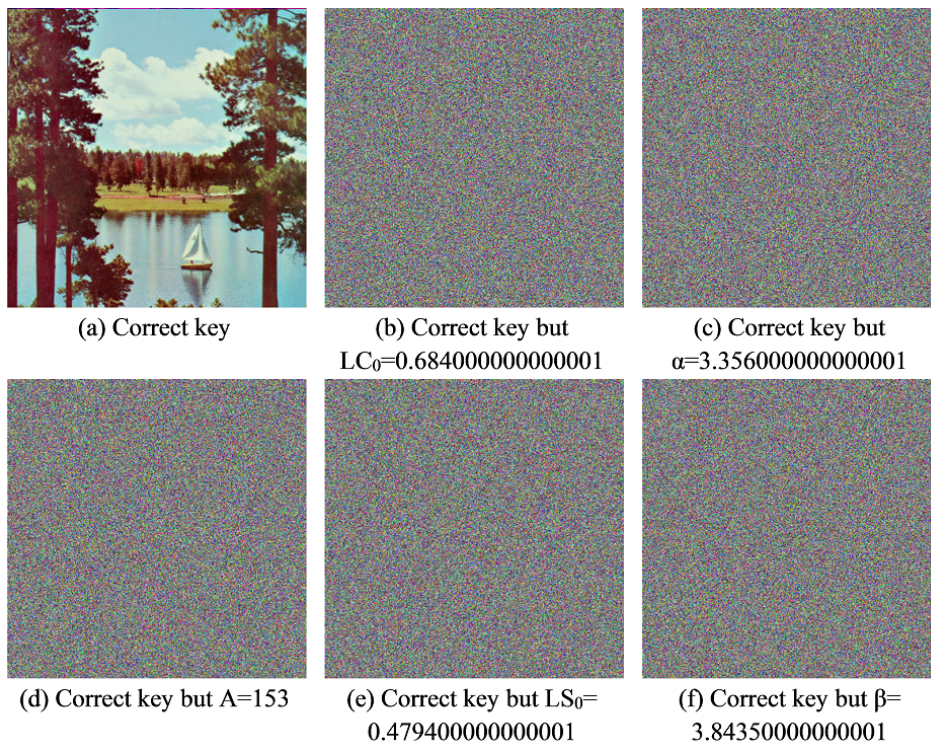 (a) Correct key
(b) Correct key but
LC₀=0.684000000000001
(c) Correct key but
α=3.356000000000001
(d) Correct key but A=153
(e) Correct key but LS₀=
0.479400000000001
(f) Correct key but β=
3.84350000000001